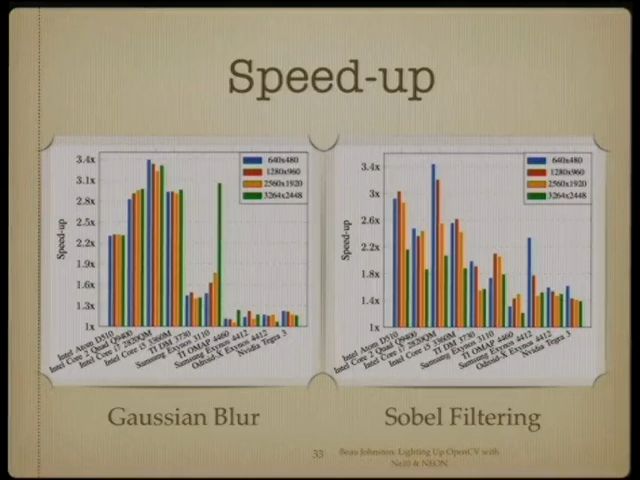 Speed-up
3.4x
3.1x
2.8x
2.5x
2.2x
1.9x
1.6x
1.3x
1x
Speed-up
640x480
1280x960
2560x1920
3264x2448
Intel Atom D510
Intel Core 2 Quad Q9400
Intel Core i7 2820QM
Intel Core i5 3360M
TI DM 3730
Samsung Exynos 3110
TI OMAP 4460
Samsung Exynos 4412
Odroid-X Exynos 4412
Nvidia Tegra 3
3.4x
3x
2.6x
2.2x
1.8x
1.4x
1x
Speed-up
640x480
1280x960
2560x1920
3264x2448
Intel Atom D510
Intel Core 2 Quad Q9400
Intel Core i7 2820QM
Intel Core i5 3360M
TI DM 3730
Samsung Exynos 3110
TI OMAP 4460
Samsung Exynos 4412
Odroid-X Exynos 4412
Nvidia Tegra 3
Gaussian Blur
Sobel Filtering
33
Beau Johnston: Lighting Up OpenCV with
Ne10 & NEON